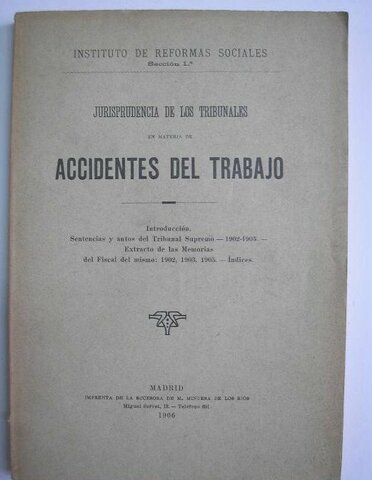 INSTITUTO DE REFORMAS SOCIALES
Sección 1.ª
JURISPRUDENCIA DE LOS TRIBUNALES
EN MATERIA DE
ACCIDENTES DEL TRABAJO
Introducción.
Sentencias y autos del Tribunal Supremo — 1902-1905. —
Extracto de las Memorias
del Fiscal del mismo: 1902, 1903, 1905. — Índices.
MADRID
IMPRENTA DE LA SUCESORA DE M. MINUESA DE LOS RÍOS
Miguel Servet, 13. — Teléfono 651
1906